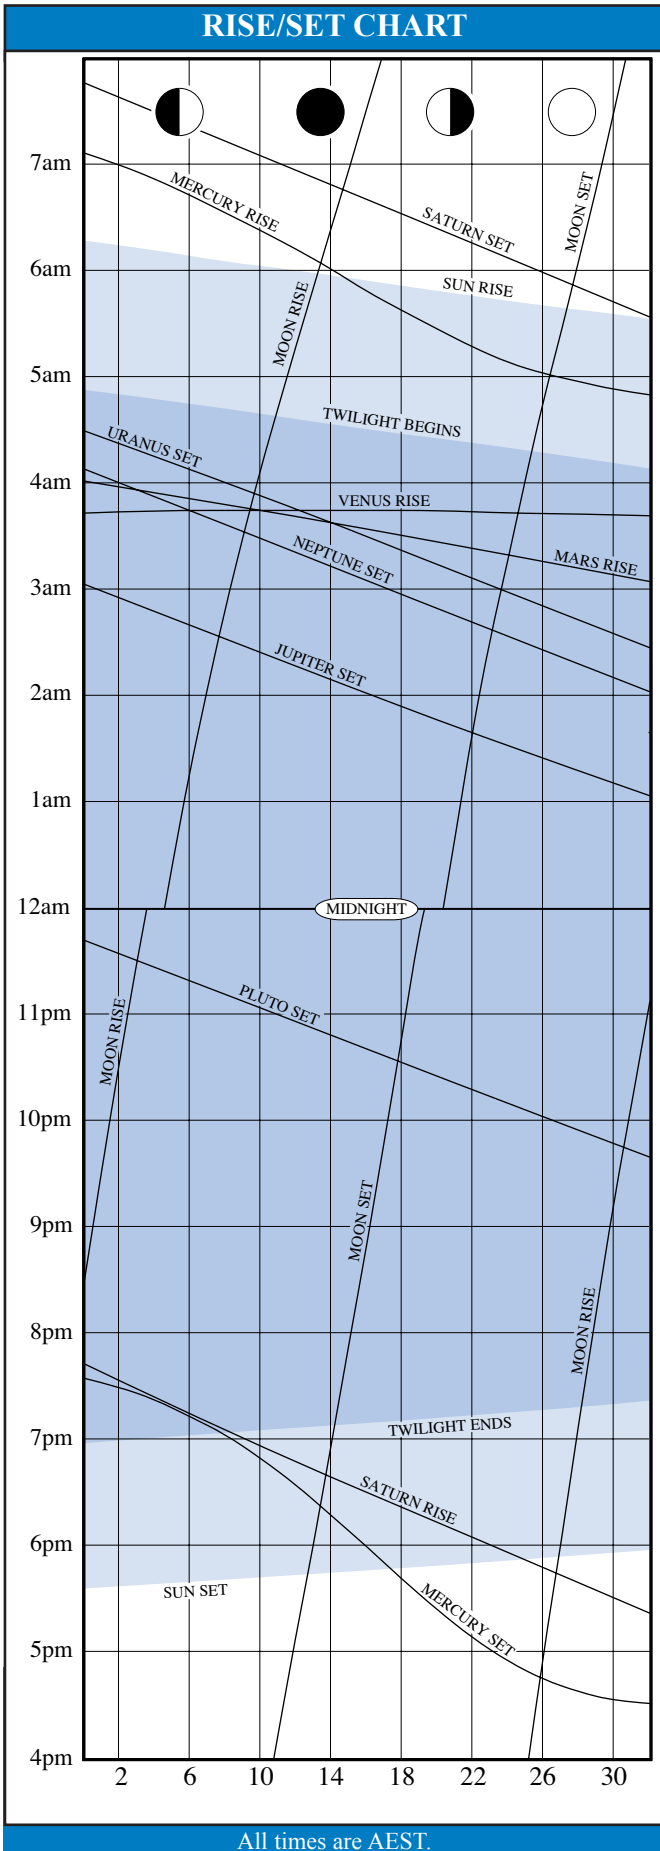 RISE/SET CHART
7am
MERCURY RISE
SATURN SET
MOON SET
6am
SUN RISE
MOON RISE
5am
TWILIGHT BEGINS
URANUS SET
4am
VENUS RISE
NEPTUNE SET
MARS RISE
3am
JUPITER SET
2am
1am
12am
MIDNIGHT
PLUTO SET
11pm
MOON RISE
10pm
MOON SET
9pm
MOON RISE
8pm
TWILIGHT ENDS
7pm
SATURN RISE
6pm
SUN SET
MERCURY SET
5pm
4pm
2 6 10 14 18 22 26 30
All times are AEST.